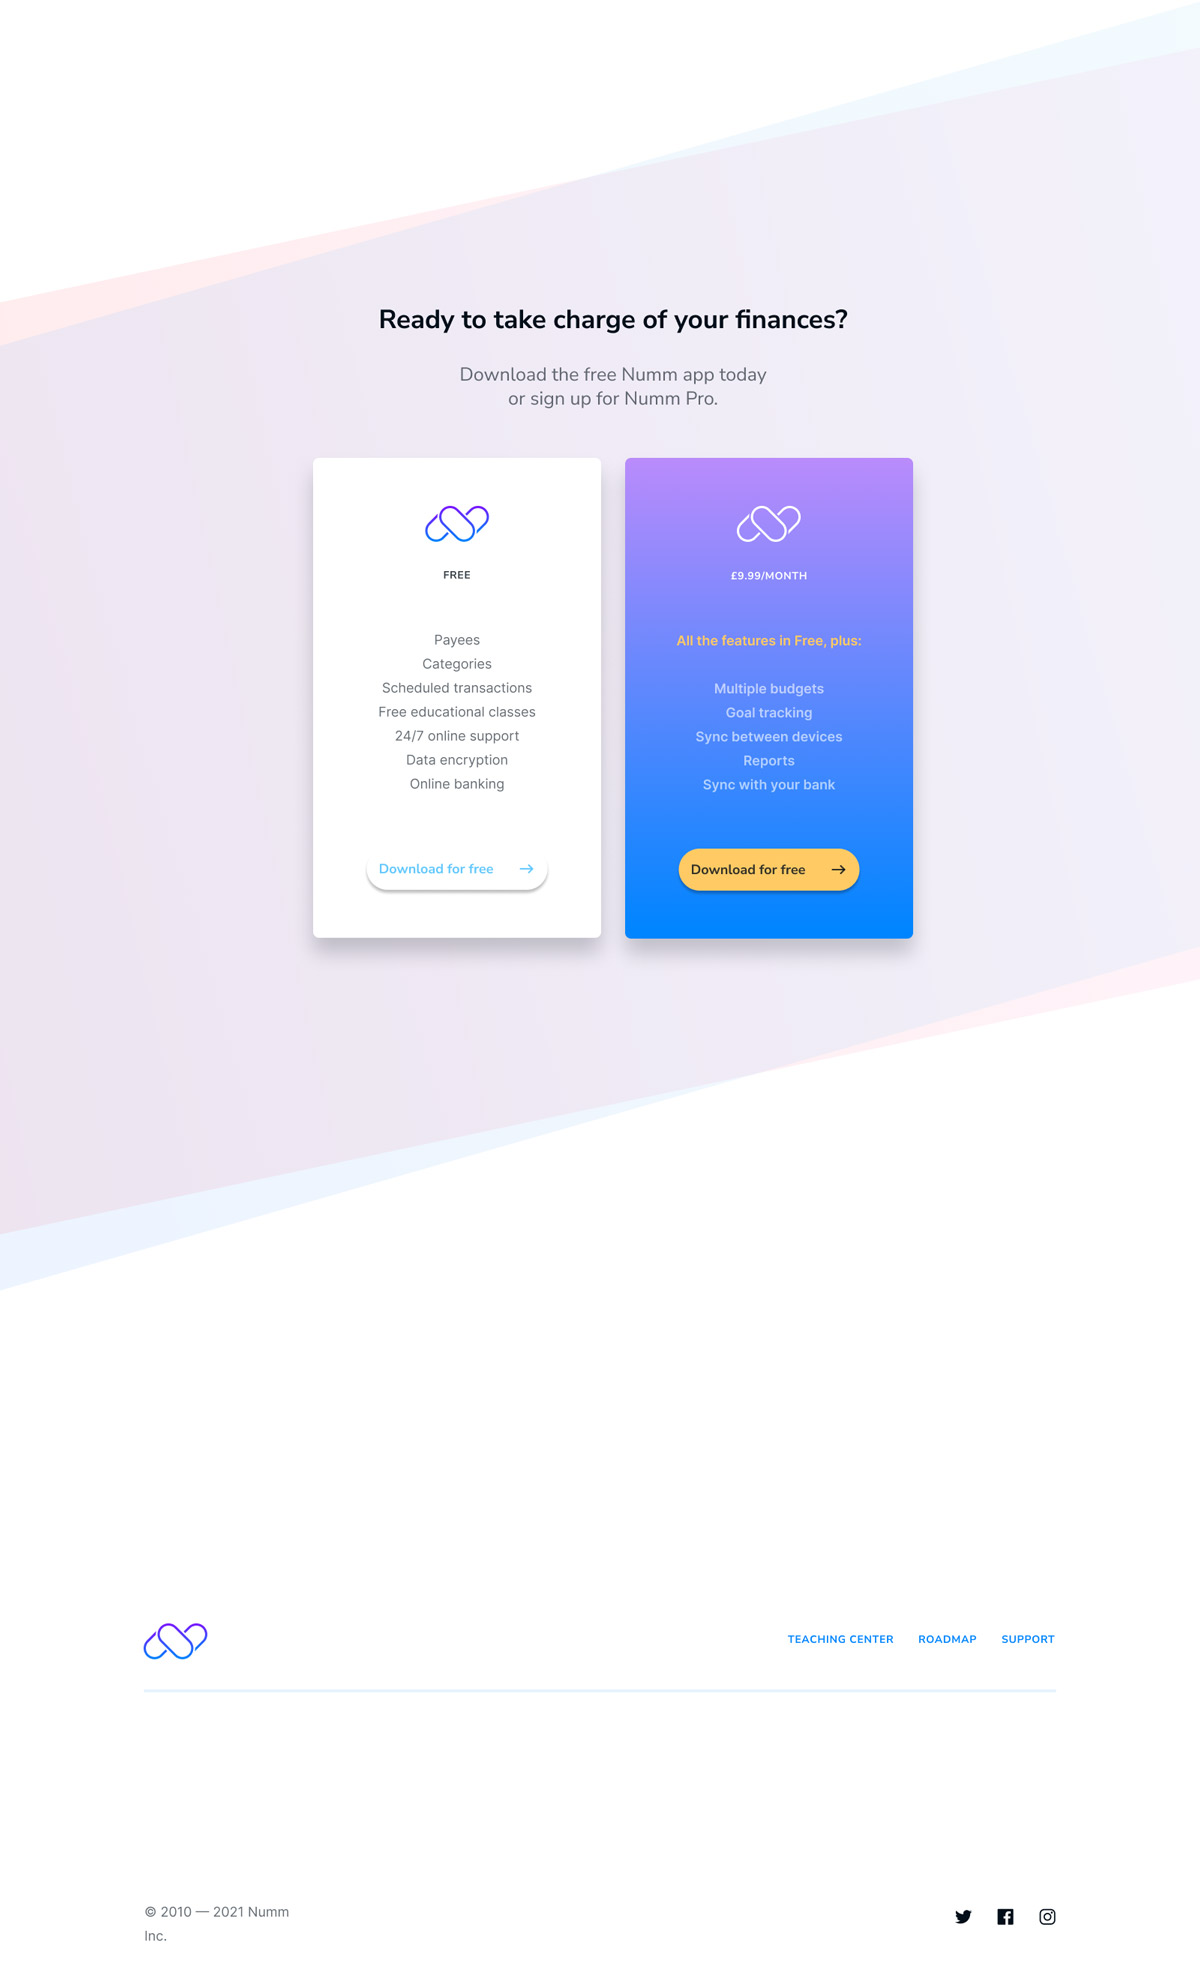 Ready to take charge of your finances?
Download the free Numm app today
or sign up for Numm Pro.
FREE
Payees
Categories
Scheduled transactions
Free educational classes
24/7 online support
Data encryption
Online banking
Download for free
£9.99/MONTH
All the features in Free, plus:
Multiple budgets
Goal tracking
Sync between devices
Reports
Sync with your bank
Download for free
TEACHING CENTER
ROADMAP
SUPPORT
© 2010 — 2021 Numm
Inc.